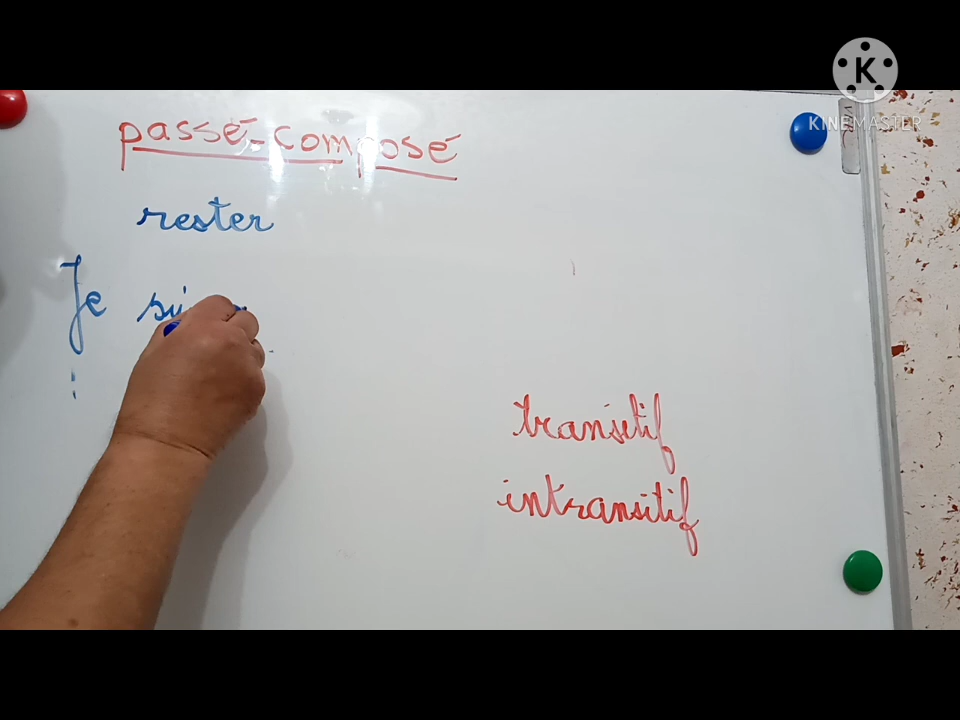 K
KINEMASTER
passé-composé
rester
Je
transitif
intransitif